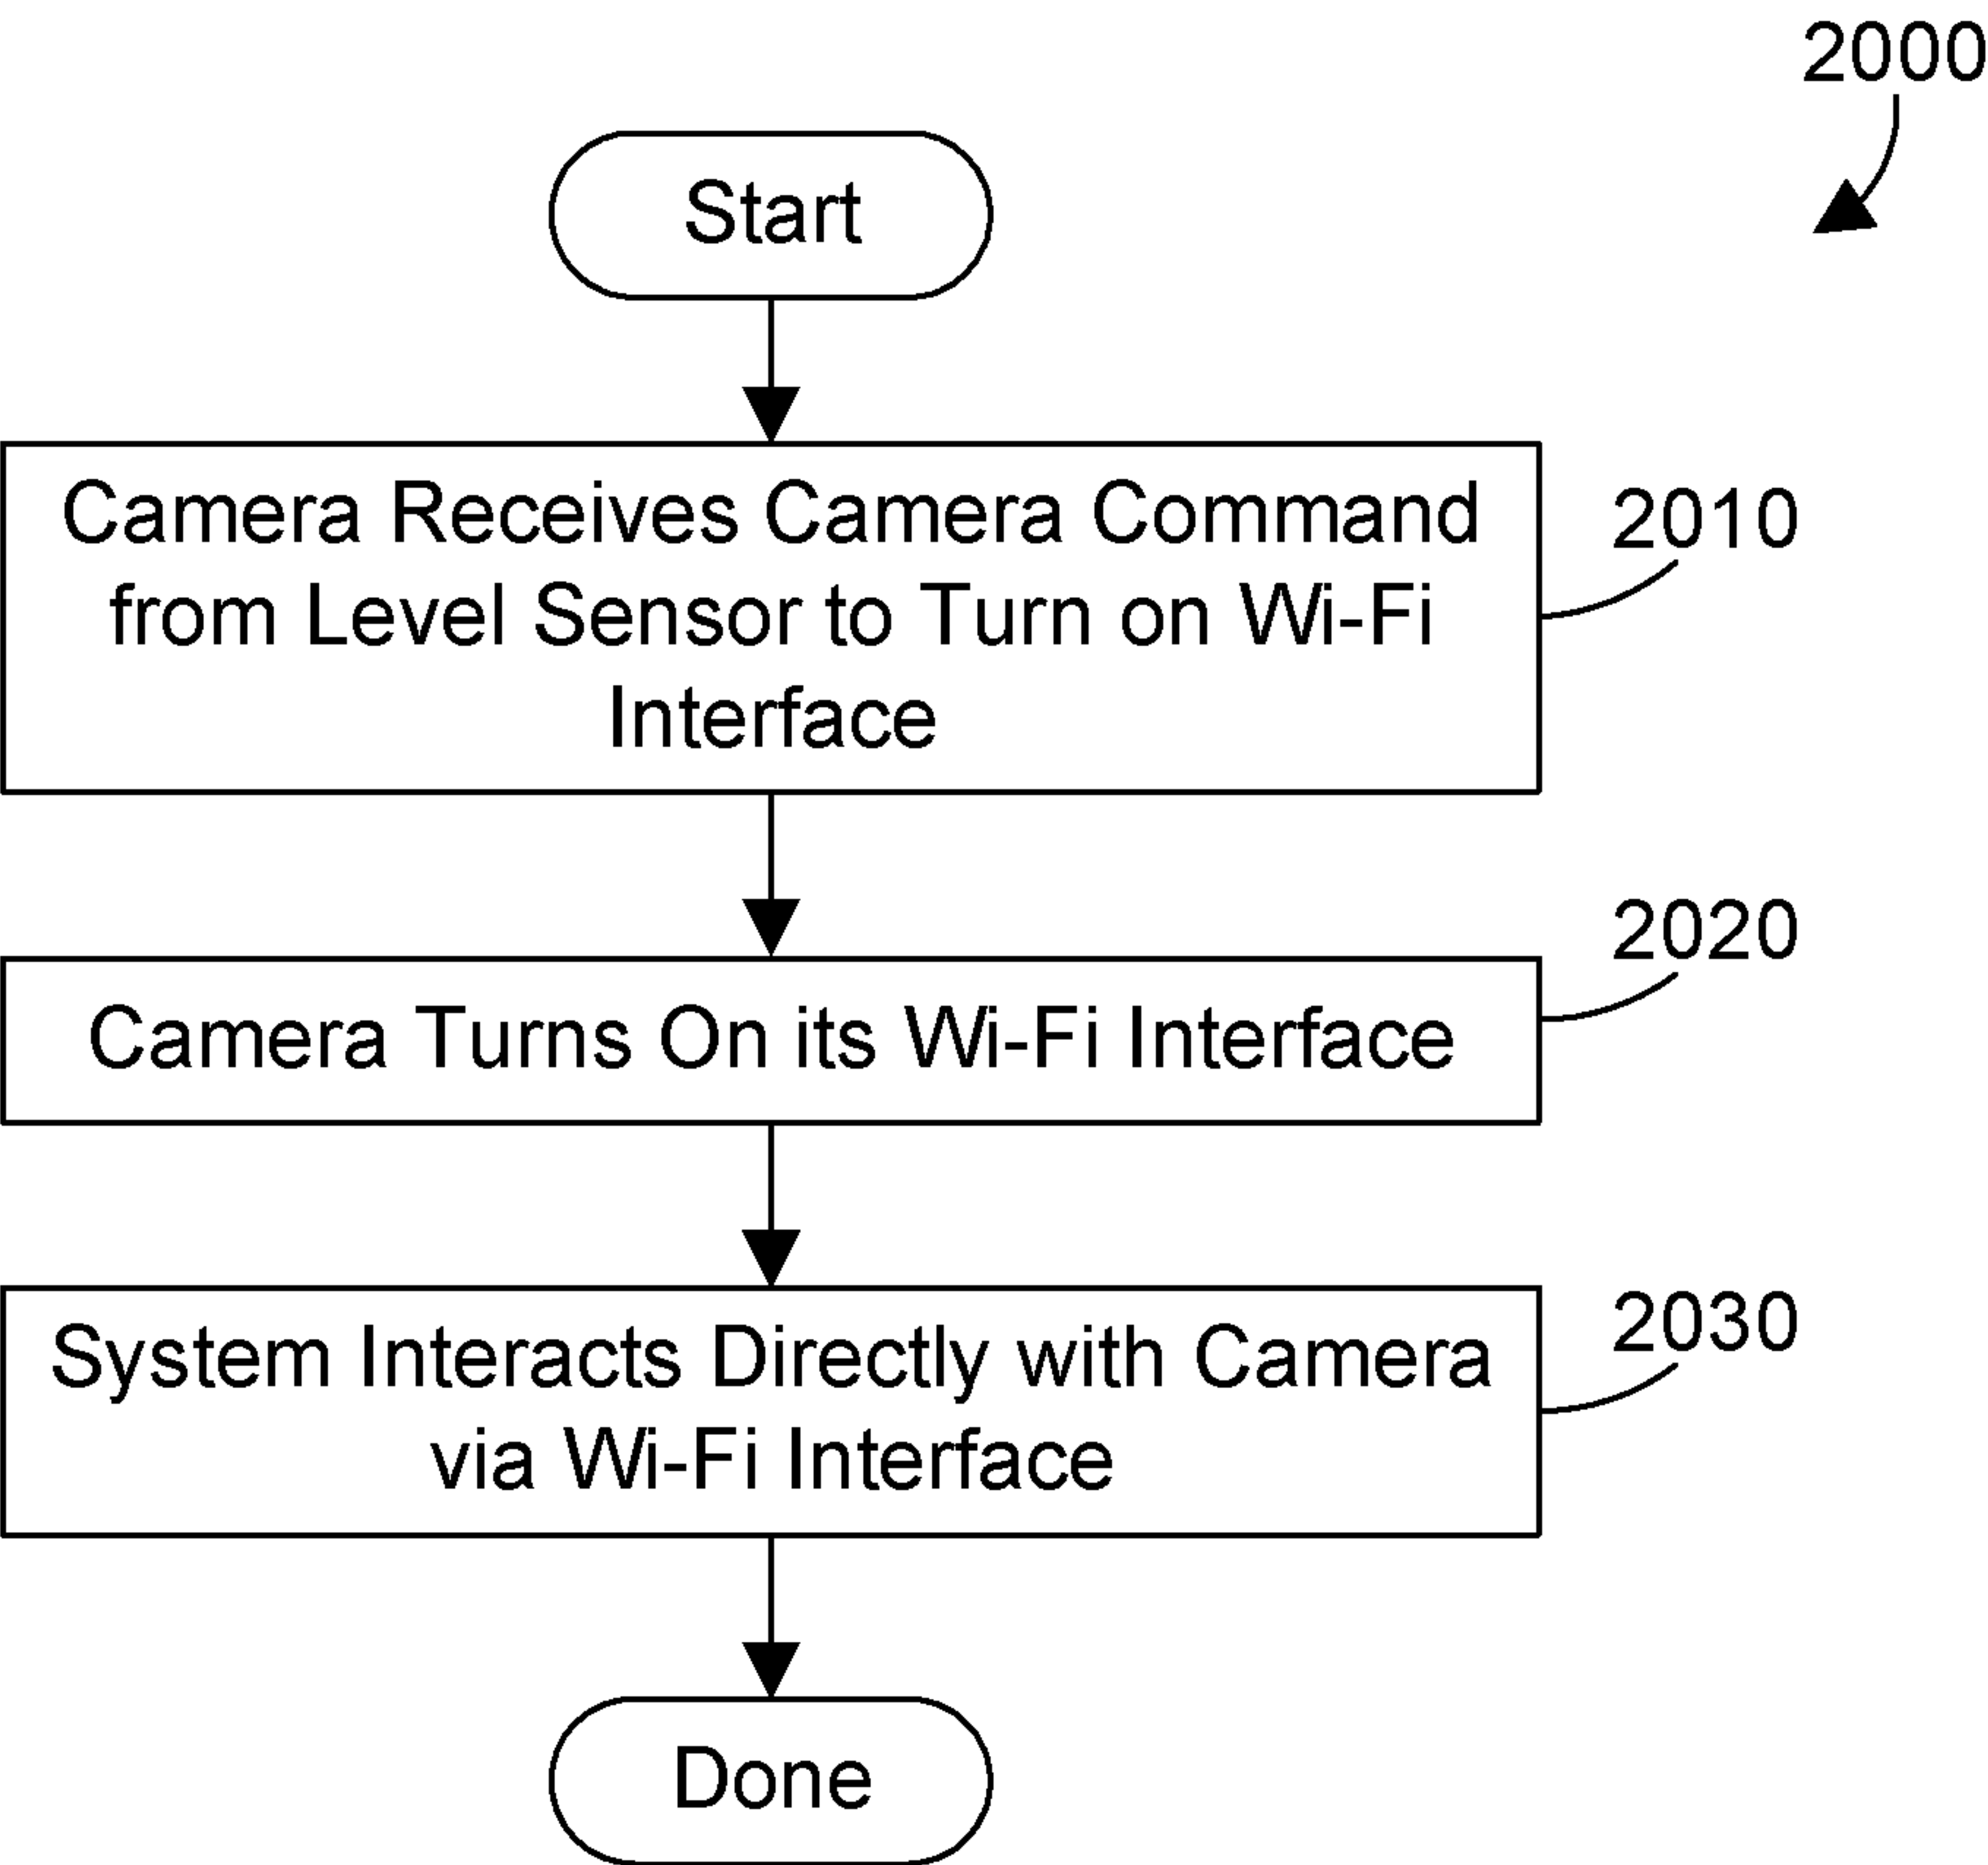 2000
Start
Camera Receives Camera Command
from Level Sensor to Turn on Wi-Fi
Interface
2010
Camera Turns On its Wi-Fi Interface
2020
System Interacts Directly with Camera
via Wi-Fi Interface
2030
Done